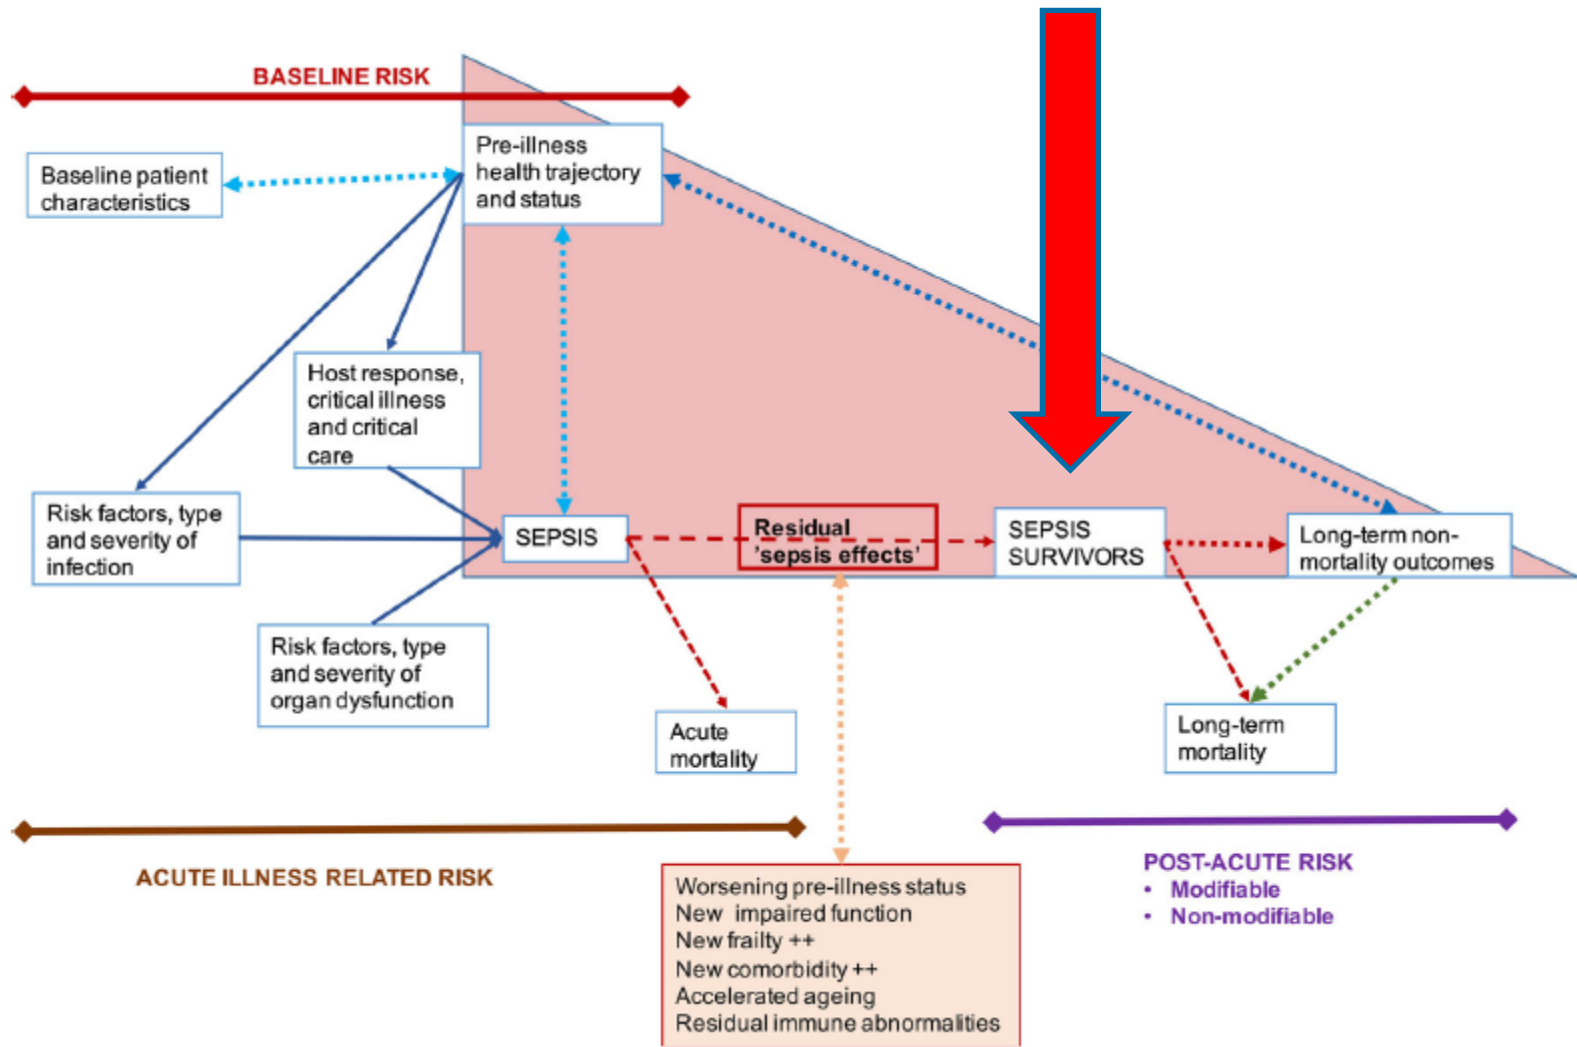 BASELINE RISK
Pre-illness
health trajectory
and status
Baseline patient
characteristics
Host response,
critical illness
and critical
care
Risk factors, type
and severity of
infection
SEPSIS
Residual
'sepsis effects'
SEPSIS
SURVIVORS
Long-term non-
mortality outcomes
Risk factors, type
and severity of
organ dysfunction
Acute
mortality
Long-term
mortality
ACUTE ILLNESS RELATED RISK
POST-ACUTE RISK
• Modifiable
• Non-modifiable
Worsening pre-illness status
New impaired function
New frailty ++
New comorbidity ++
Accelerated ageing
Residual immune abnormalities